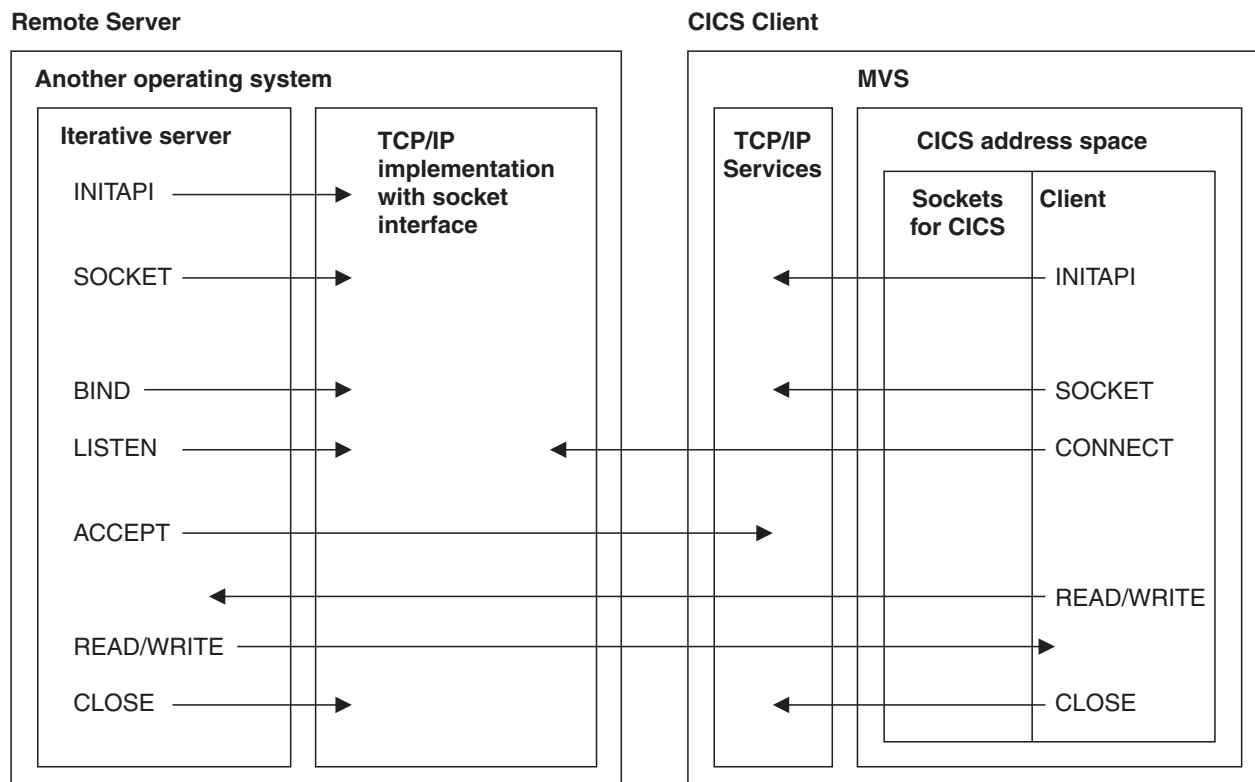 Remote Server
CICS Client
Another operating system
MVS
Iterative server
TCP/IP
implementation
with socket
interface
TCP/IP
Services
CICS address space
Sockets
for CICS
Client
INITAPI
SOCKET
INITAPI
BIND
SOCKET
LISTEN
CONNECT
ACCEPT
READ/WRITE
READ/WRITE
CLOSE
CLOSE